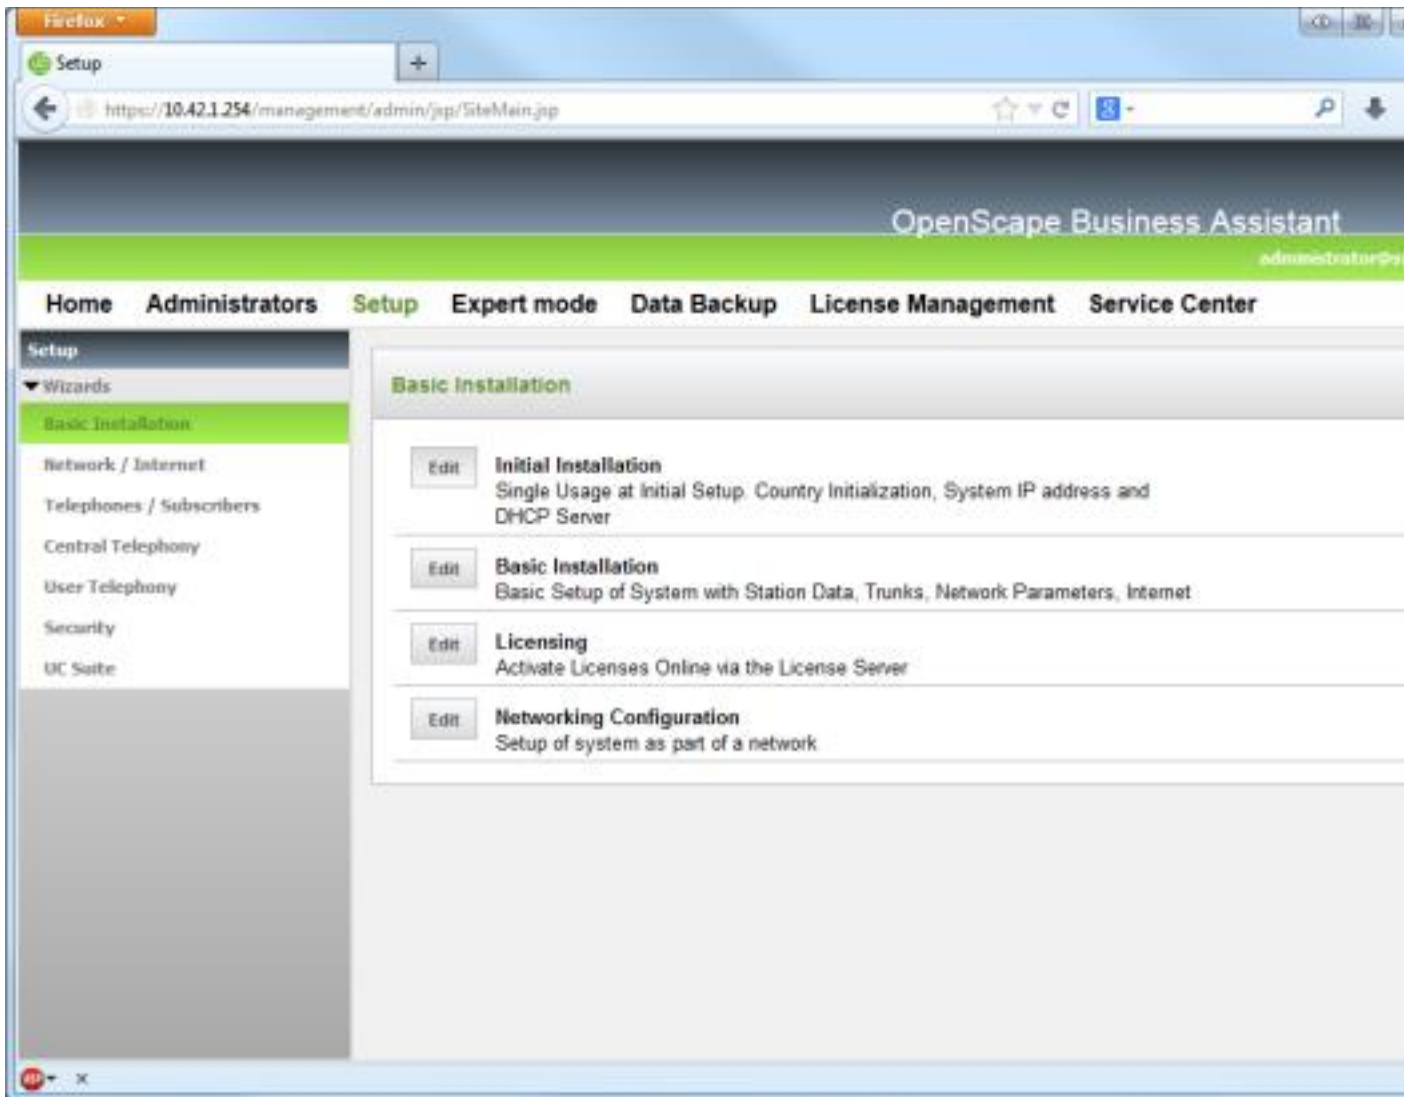 Firefox
Setup
https://10.42.1.254/management/admin/jsp/SiteMain.jsp
OpenScape Business Assistant
Home Administrators Setup Expert mode Data Backup License Management Service Center
Setup
Wizards
Basic Installation
Network / Internet
Telephones / Subscribers
Central Telephony
User Telephony
Security
UC Suite
Basic Installation
Edit Initial Installation
Single Usage at Initial Setup. Country Initialization, System IP address and
DHCP Server
Edit Basic Installation
Basic Setup of System with Station Data, Trunks, Network Parameters, Internet
Edit Licensing
Activate Licenses Online via the License Server
Edit Networking Configuration
Setup of system as part of a network
ABP